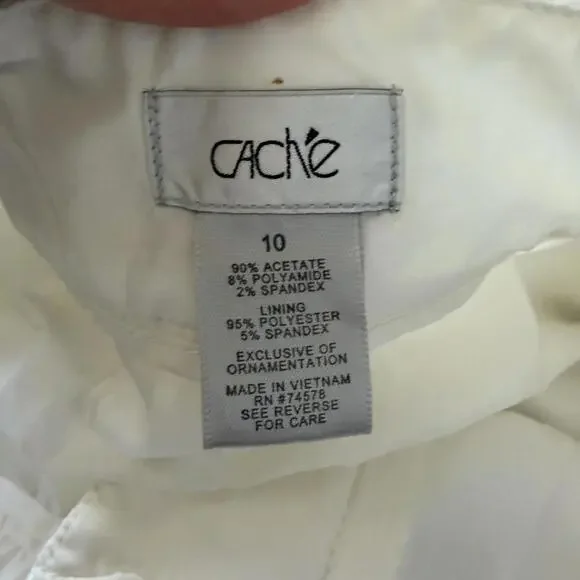 CACH'E
10
90% ACETATE
8% POLYAMIDE
2% SPANDEX
LINING
95% POLYESTER
5% SPANDEX
EXCLUSIVE OF
ORNAMENTATION
MADE IN VIETNAM
RN #74578
SEE REVERSE
FOR CARE